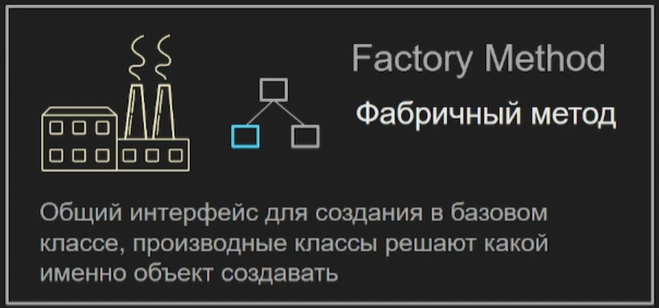 Factory Method
Фабричный метод
Общий интерфейс для создания в базовом
классе, производные классы решают какой
именно объект создавать